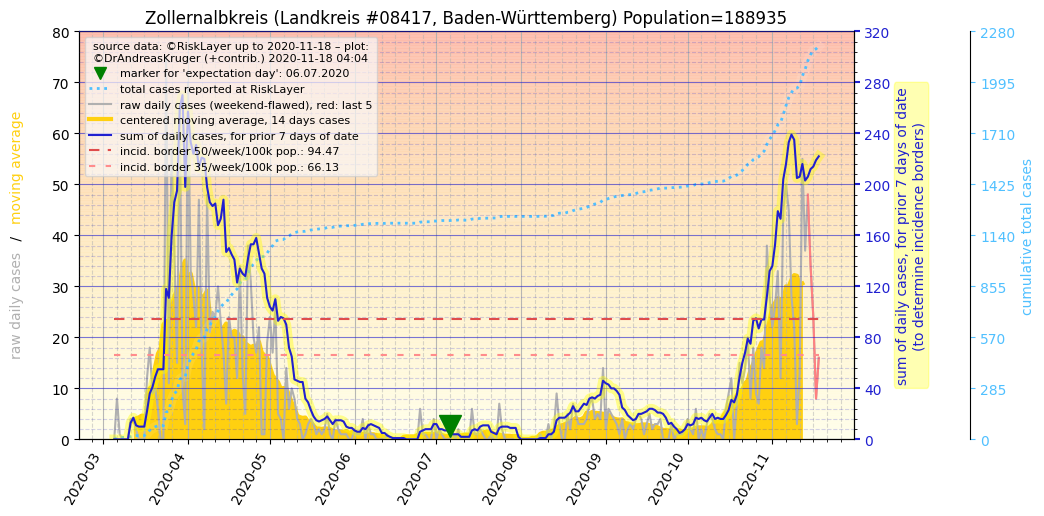 Zollernalbkreis (Landkreis #08417, Baden-Württemberg) Population=188935
source data: ©RiskLayer up to 2020-11-18 – plot:
©DrAndreasKruger (+contrib.) 2020-11-18 04:04
marker for 'expectation day': 06.07.2020
total cases reported at RiskLayer
raw daily cases (weekend-flawed), red: last 5
centered moving average, 14 days cases
sum of daily cases, for prior 7 days of date
incid. border 50/week/100k pop.: 94.47
incid. border 35/week/100k pop.: 66.13
raw daily cases / moving average
80
70
60
50
40
30
20
10
0
2020-03
2020-04
2020-05
2020-06
2020-07
2020-08
2020-09
2020-10
2020-11
320
280
240
200
160
120
80
40
0
sum of daily cases, for prior 7 days of date
(to determine incidence borders)
2280
1995
1710
1425
1140
855
570
285
0
cumulative total cases